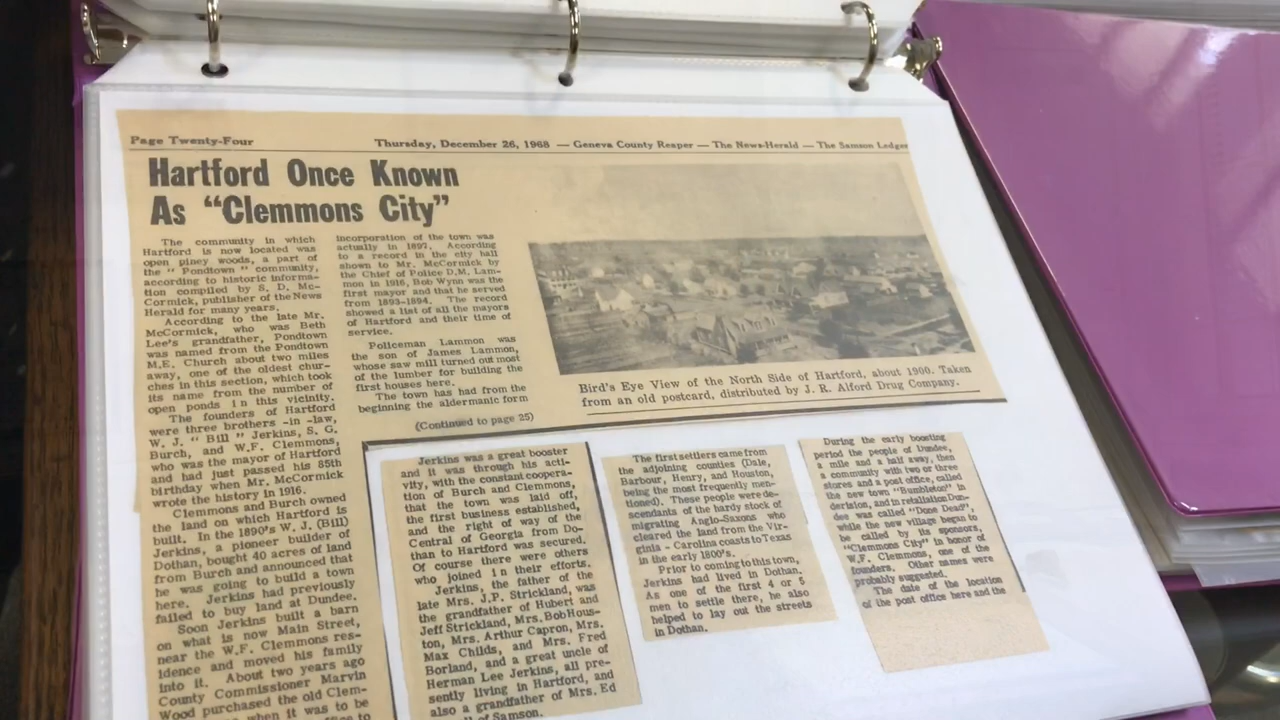 Page Twenty-Four
Thursday, December 26, 1968 — Geneva County Reaper — The News-Herald — The Samson Ledger
Hartford Once Known
As "Clemmons City"
The community in which
Hartford is now located was
open piney woods, a part of
the " Pondtown " community,
according to historic informa-
tion compiled by S. D. Mc-
Cormick, publisher of the News
Herald for many years.
According to the late Mr.
McCormick, who was Beth
Lee's grandfather, Pondtown
was named from the Pondtown
M.E. Church about two miles
away, one of the oldest chur-
ches in this section, which took
its name from the number of
open ponds in this vicinity.
The founders of Hartford
were three brothers -in -law,
W. J. " Bill " Jerkins, S. G.
Burch, and W.F. Clemmons,
who was the mayor of Hartford
and had just passed his 85th
birthday when Mr. McCormick
wrote the history in 1916.
Clemmons and Burch owned
the land on which Hartford is
built. In the 1890's W. J. (Bill)
Jerkins, a pioneer builder of
Dothan, bought 40 acres of land
from Burch and announced that
he was going to build a town
here. Jerkins had previously
failed to buy land at Dundee.
Soon Jerkins built a barn
on what is now Main Street,
near the W.F. Clemmons res-
idence and moved his family
into it. About two years ago
County Commissioner Marvin
Wood purchased the old Clem-
when it was to be
to
incorporation of the town was
actually in 1897. According
to a record in the city hall
shown to Mr. McCormick by
the Chief of Police D.M. Lam-
mon in 1916, Bob Wynn was the
first mayor and that he served
from 1893-1894. The record
showed a list of all the mayors
of Hartford and their time of
service.
Policeman Lammon was
the son of James Lammon,
whose saw mill turned out most
of the lumber for building the
first houses here.
The town has had from the
beginning the aldermanic form
(Continued to page 25)
Bird's Eye View of the North Side of Hartford, about 1900. Taken
from an old postcard, distributed by J. R. Alford Drug Company.
Jerkins was a great booster
and it was through his acti-
vity, with the constant coopera-
tion of Burch and Clemmons,
that the town was laid off,
the first business established,
and the right of way of the
Central of Georgia from Do-
than to Hartford was secured.
Of course there were others
who joined in their efforts.
Jerkins, the father of the
late Mrs. J.P. Strickland, was
the grandfather of Hubert and
Jeff Strickland, Mrs. Bob Hous-
ton, Mrs. Arthur Capron, Mrs.
Max Childs, and Mrs. Fred
Borland, and a great uncle of
Herman Lee Jerkins, all pre-
sently living in Hartford, and
also a grandfather of Mrs. Ed
of Samson.
The first settlers came from
the adjoining counties (Dale,
Barbour, Henry, and Houston,
being the most frequently men-
tioned). These people were de-
scendants of the hardy stock of
migrating Anglo-Saxons who
cleared the land from the Vir-
ginia - Carolina coasts to Texas
in the early 1800's.
Prior to coming to this town,
Jerkins had lived in Dothan.
As one of the first 4 or 5
men to settle there, he also
helped to lay out the streets
in Dothan.
During the early boosting
period the people of Dundee,
a mile and a half away, then
a community with two or three
stores and a post office, called
the new town "Bumbleton" in
derision, and in retaliation Dun-
dee was called "Done Dead",
while the new village began to
be called by its sponsors,
"Clemmons City" in honor of
W.F. Clemmons, one of the
founders. Other names were
probably suggested.
The date of the location
of the post office here and the